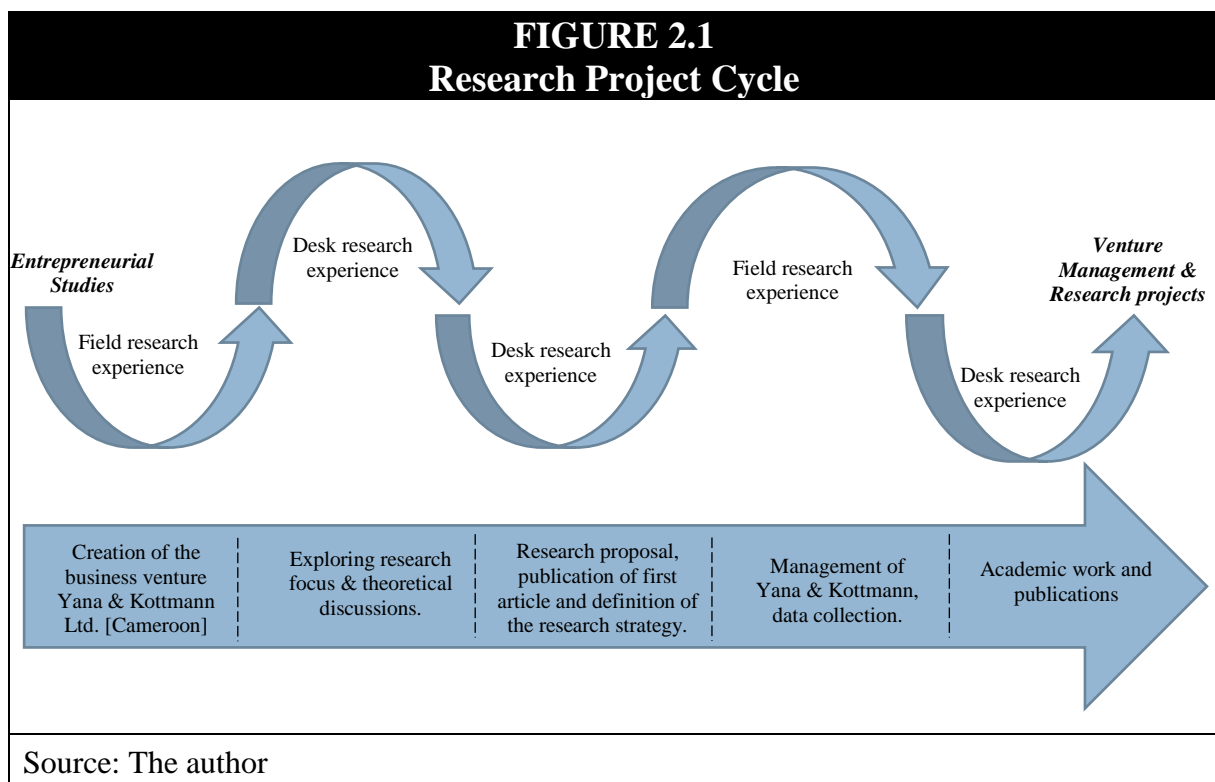 FIGURE 2.1
Research Project Cycle
Entrepreneurial
Studies
Field research
experience
Desk research
experience
Desk research
experience
Field research
experience
Desk research
experience
Venture
Management &
Research projects
Creation of the
business venture
Yana & Kottmann
Ltd. [Cameroon]
Exploring research
focus & theoretical
discussions.
Research proposal,
publication of first
article and definition of
the research strategy.
Management of
Yana & Kottmann,
data collection.
Academic work and
publications
Source: The author